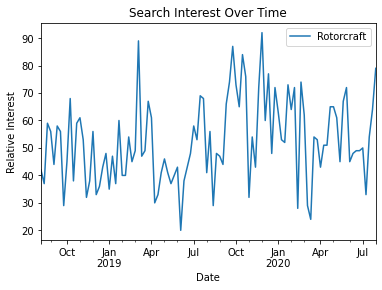 Search Interest Over Time
Rotorcraft
Relative Interest
90
80
70
60
50
40
30
20
Oct
Jan
2019
Apr
Jul
Oct
Jan
2020
Apr
Jul
Date